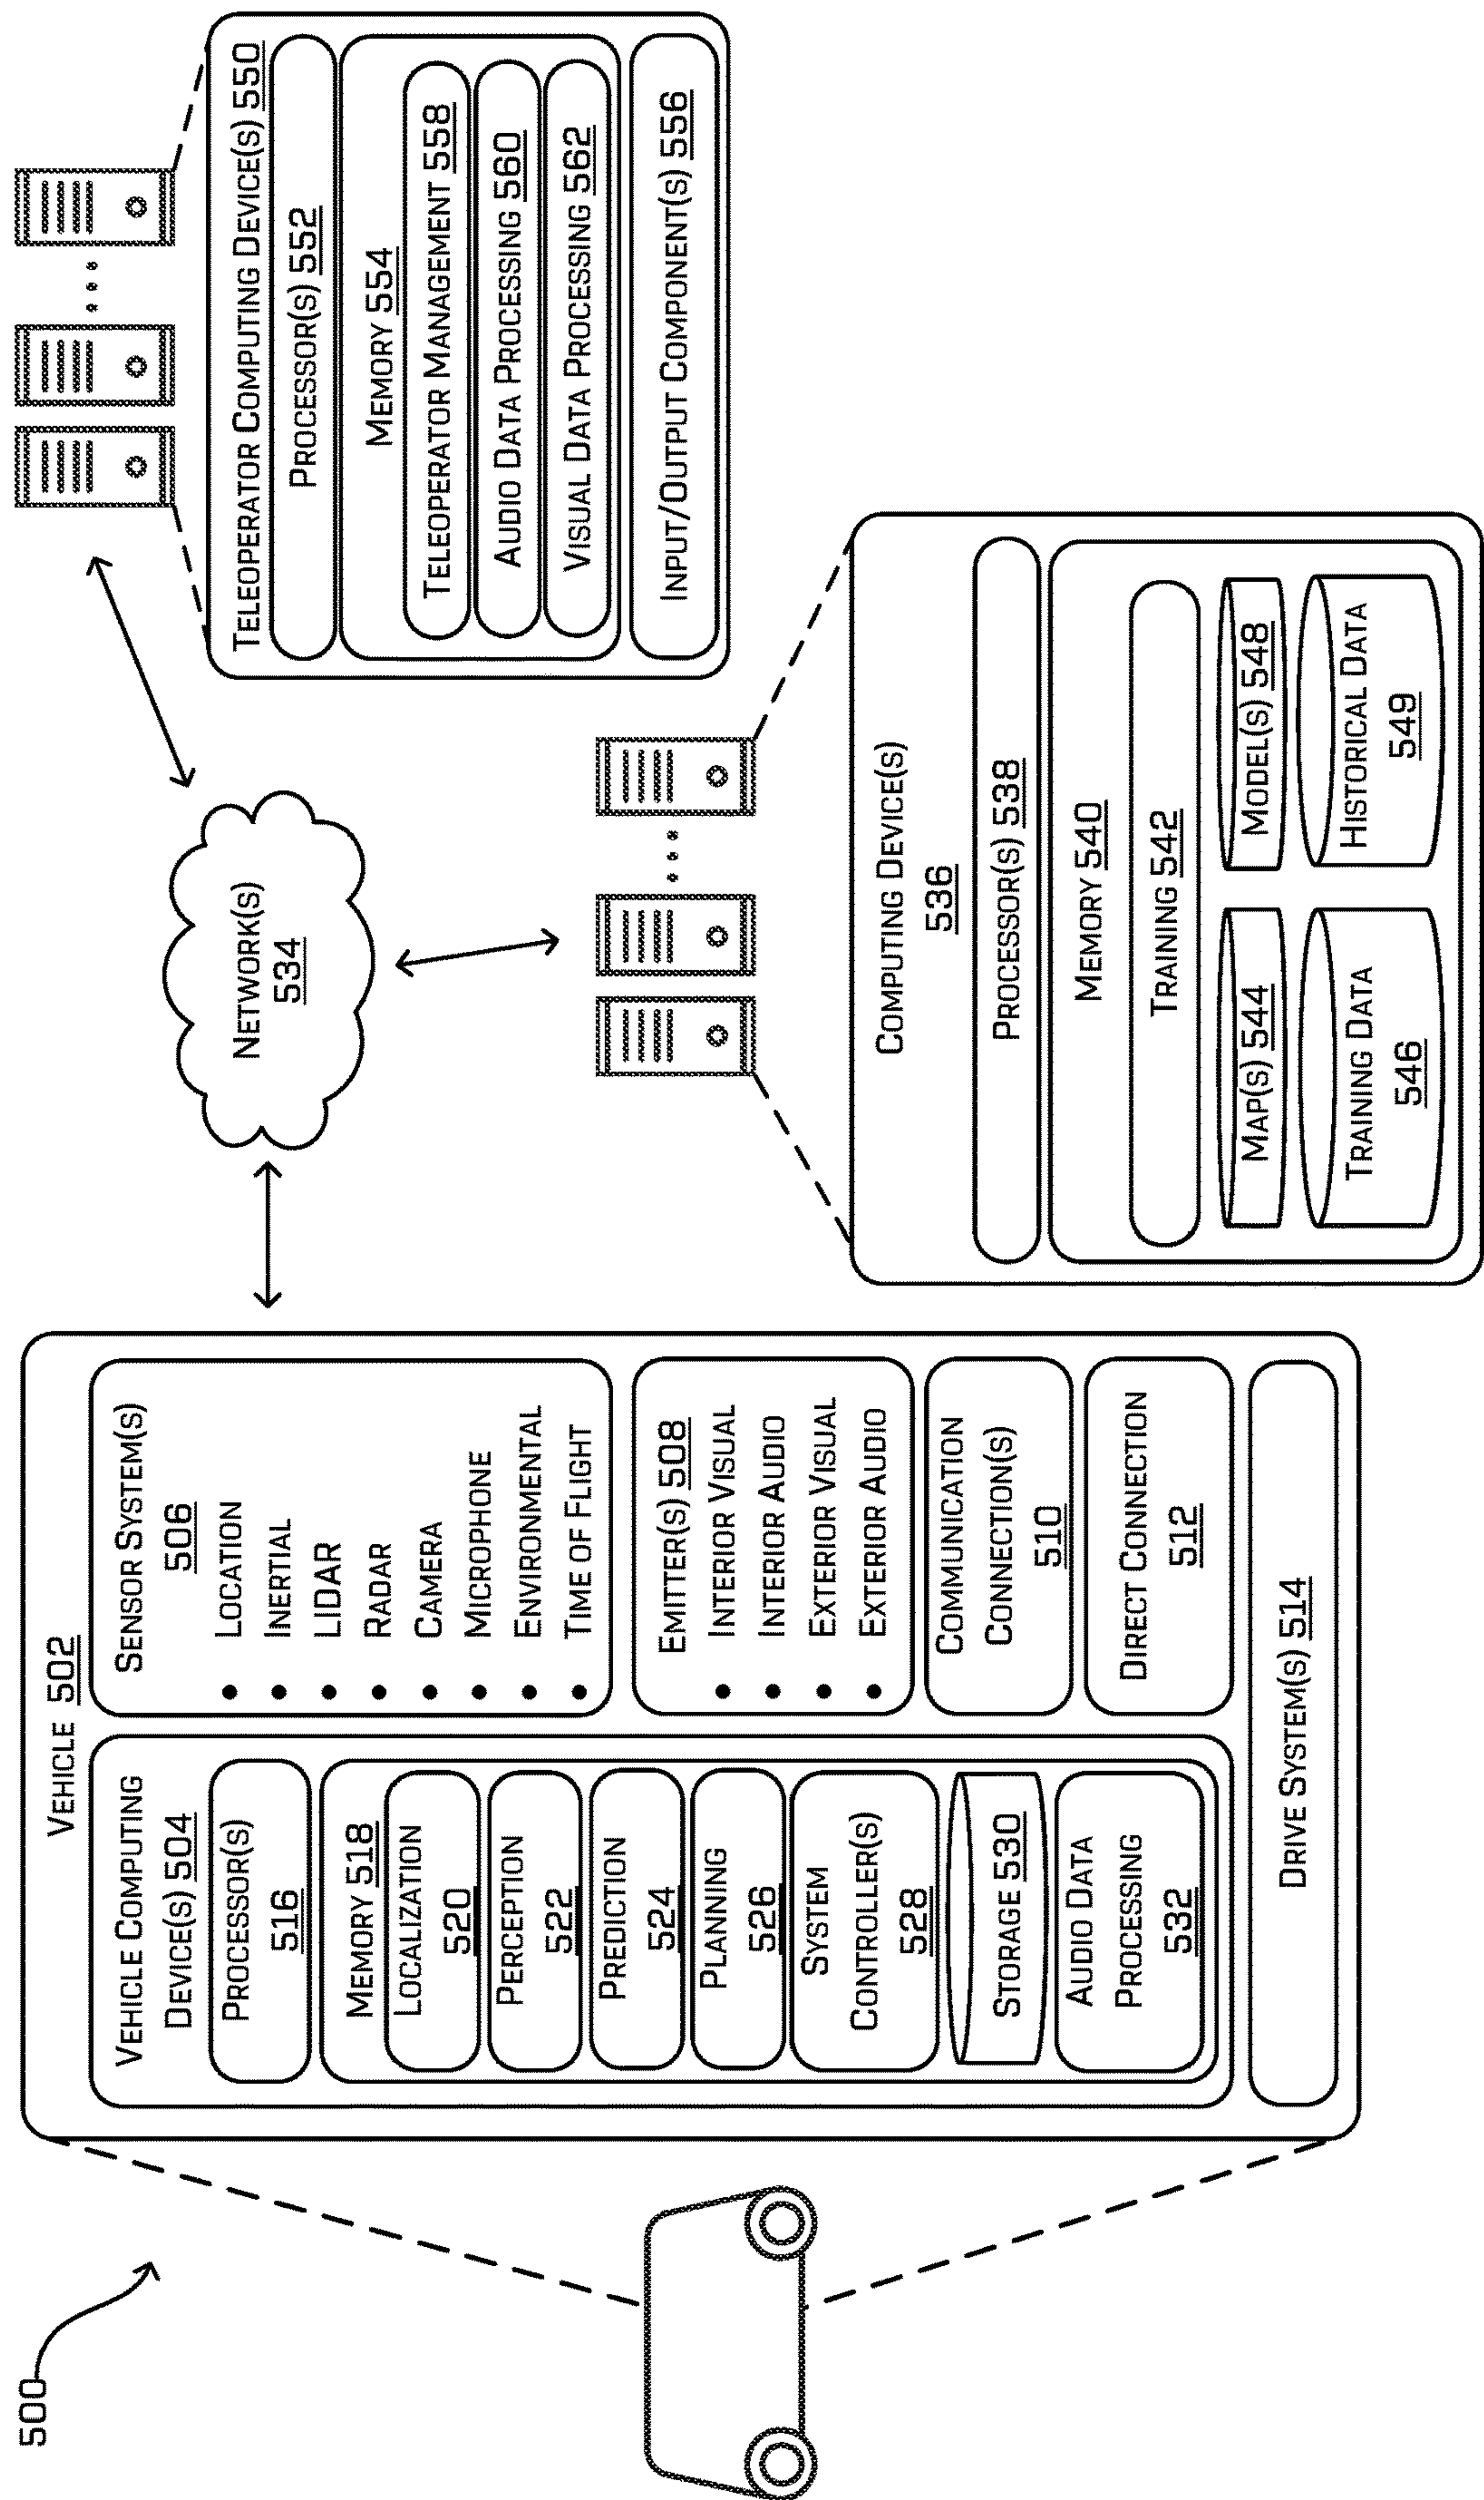 500
VEHICLE 502
VEHICLE COMPUTING
DEVICE(S) 504
PROCESSOR(S)
516
MEMORY 518
LOCALIZATION
520
PERCEPTION
522
PREDICTION
524
PLANNING
526
SYSTEM
CONTROLLER(S)
528
STORAGE 530
AUDIO DATA
PROCESSING
532
SENSOR SYSTEM(S)
506
• LOCATION
• INERTIAL
• LIDAR
• RADAR
• CAMERA
• MICROPHONE
• ENVIRONMENTAL
• TIME OF FLIGHT
EMITTER(S) 508
• INTERIOR VISUAL
• INTERIOR AUDIO
• EXTERIOR VISUAL
• EXTERIOR AUDIO
COMMUNICATION
CONNECTION(S)
510
DIRECT CONNECTION
512
DRIVE SYSTEM(S) 514
NETWORK(S)
534
COMPUTING DEVICE(S)
536
PROCESSOR(S) 538
MEMORY 540
TRAINING 542
MAP(S) 544
MODEL(S) 548
TRAINING DATA
546
HISTORICAL DATA
549
TELEOPERATOR COMPUTING DEVICE(S) 550
PROCESSOR(S) 552
MEMORY 554
TELEOPERATOR MANAGEMENT 558
AUDIO DATA PROCESSING 560
VISUAL DATA PROCESSING 562
INPUT/OUTPUT COMPONENT(S) 556